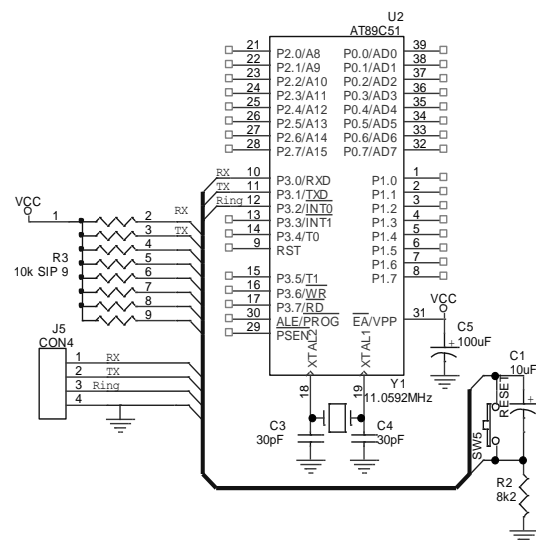 U2
AT89C51
21 P2.0/A8 P0.0/AD0 39
22 P2.1/A9 P0.1/AD1 38
23 P2.2/A10 P0.2/AD2 37
24 P2.3/A11 P0.3/AD3 36
25 P2.4/A12 P0.4/AD4 35
26 P2.5/A13 P0.5/AD5 34
27 P2.6/A14 P0.6/AD6 33
28 P2.7/A15 P0.7/AD7 32
RX 10 P3.0/RXD P1.0 1
TX 11 P3.1/TXD P1.1 2
Ring 12 P3.2/INT0 P1.2 3
13 P3.3/INT1 P1.3 4
14 P3.4/T0 P1.4 5
9 RST P1.5 6
P1.6 7
15 P3.5/T1 P1.7 8
16 P3.6/WR
17 P3.7/RD
30 ALE/PROG EA/VPP 31
29 PSEN
XTAL2 XTAL1
18 19
VCC
VCC
1 2 RX
3 TX
4
5
6
7
8
9
R3
10k SIP 9
J5
CON4
1 RX
2 TX
3 Ring
4
C5
100uF
Y1
11.0592MHz
C3
30pF
C4
30pF
C1
10uF
RESET
SW5
R2
8k2